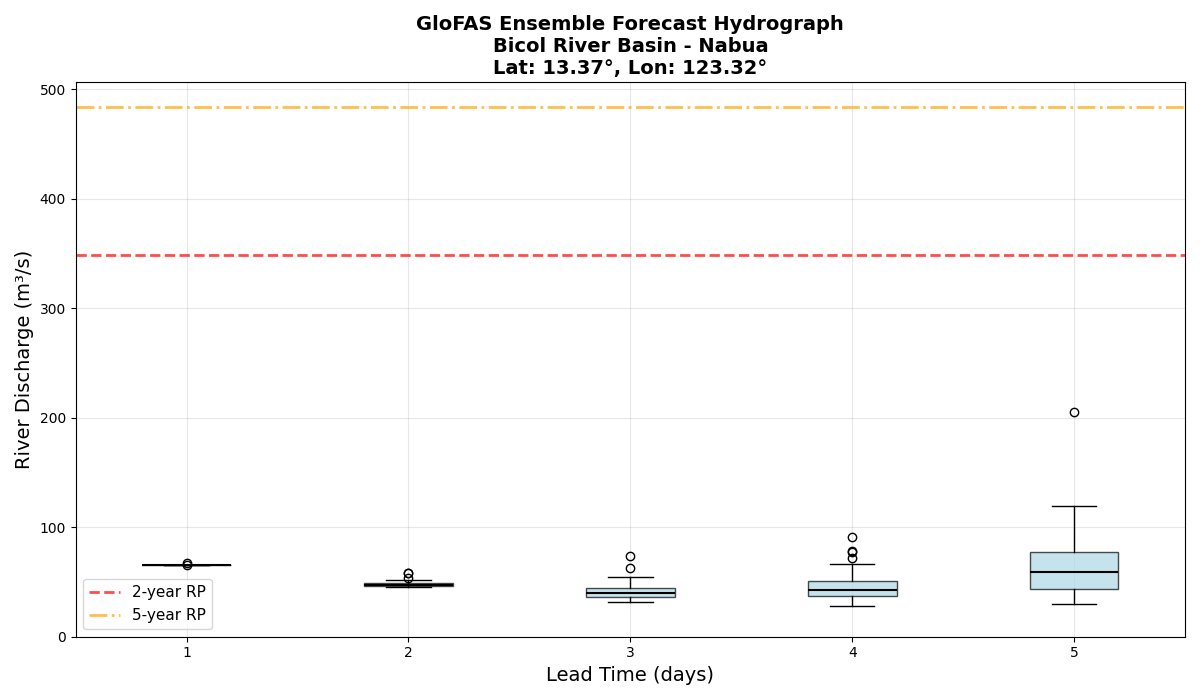 GloFAS Ensemble Forecast Hydrograph
Bicol River Basin - Nabua
Lat: 13.37°, Lon: 123.32°
River Discharge (m³/s)
500
400
300
200
100
0
2-year RP
5-year RP
1
2
3
4
5
Lead Time (days)